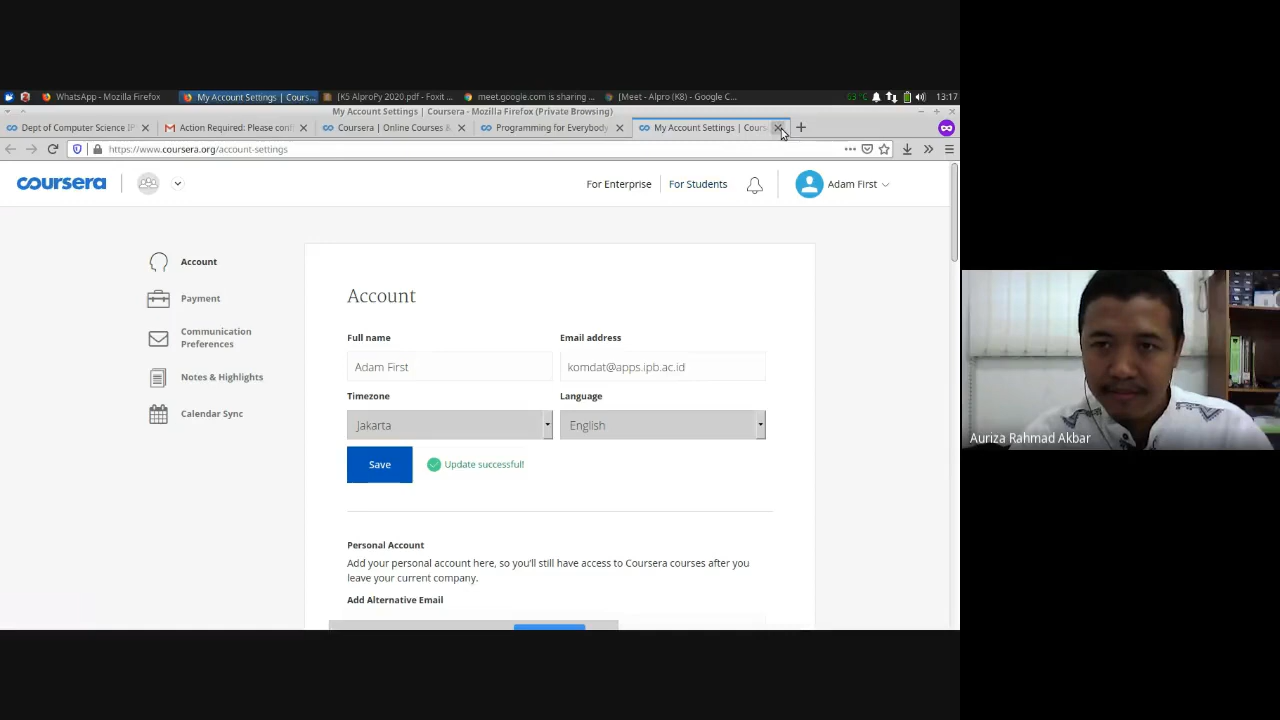 WhatsApp - Mozilla Firefox
My Account Settings | Cours...
[K5 AlproPy 2020.pdf - Foxit ...
meet.google.com is sharing ...
[Meet - Alpro (K8) - Google C...
13:17
My Account Settings | Coursera - Mozilla Firefox (Private Browsing)
Dept of Computer Science IP
Action Required: Please conf
Coursera | Online Courses &
Programming for Everybody
My Account Settings | Cours
https://www.coursera.org/account-settings
coursera
For Enterprise
For Students
Adam First
Account
Payment
Communication
Preferences
Notes & Highlights
Calendar Sync
Account
Full name
Email address
Adam First
komdat@apps.ipb.ac.id
Timezone
Language
Jakarta
English
Save
Update successful!
Personal Account
Add your personal account here, so you'll still have access to Coursera courses after you
leave your current company.
Add Alternative Email
Auriza Rahmad Akbar